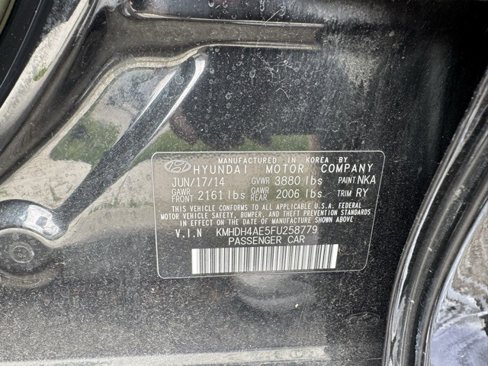 MANUFACTURED IN KOREA BY
HYUNDAI MOTOR COMPANY
JUN/17/14 GVWR 3880 lbs PAINT NKA
GAWR FRONT 2161 lbs GAWR REAR 2006 lbs TRIM RY
THIS VEHICLE CONFORMS TO ALL APPLICABLE U.S.A. FEDERAL
MOTOR VEHICLE SAFETY, BUMPER, AND THEFT PREVENTION STANDARDS
IN EFFECT ON THE DATE OF MANUFACTURE SHOWN ABOVE.
V.I.N KMHDH4AE5FU258779
PASSENGER CAR